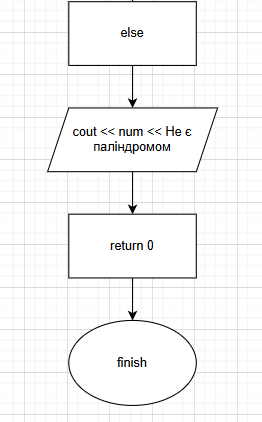 else
cout << num << Не є
паліндромом
return 0
finish